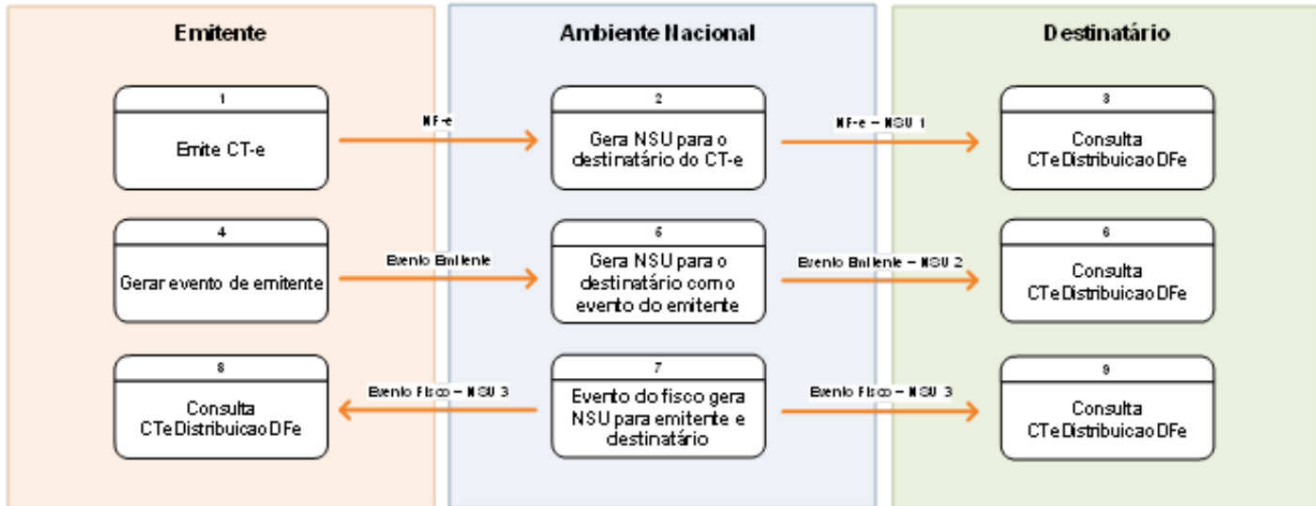 Emitente
Ambiente Nacional
Destinatário
1
Emite CT-e
NF-e
2
Gera NSU para o
destinatário do CT-e
NF-e – NSU 1
3
Consulta
CTeDistribuicaoDFe
4
Gerar evento de emitente
Evento Emitente
5
Gera NSU para o
destinatário com o
evento do emitente
Evento Emitente – NSU 2
6
Consulta
CTeDistribuicaoDFe
8
Consulta
CTeDistribuicaoDFe
Evento Fisco – NSU 3
7
Evento do fisco gera
NSU para emitente e
destinatário
Evento Fisco – NSU 3
9
Consulta
CTeDistribuicaoDFe